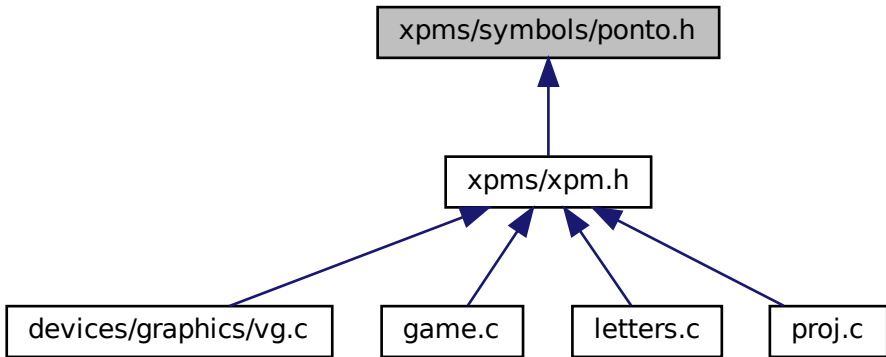 xpms/symbols/ponto.h
xpms/xpm.h
devices/graphics/vg.c
game.c
letters.c
proj.c